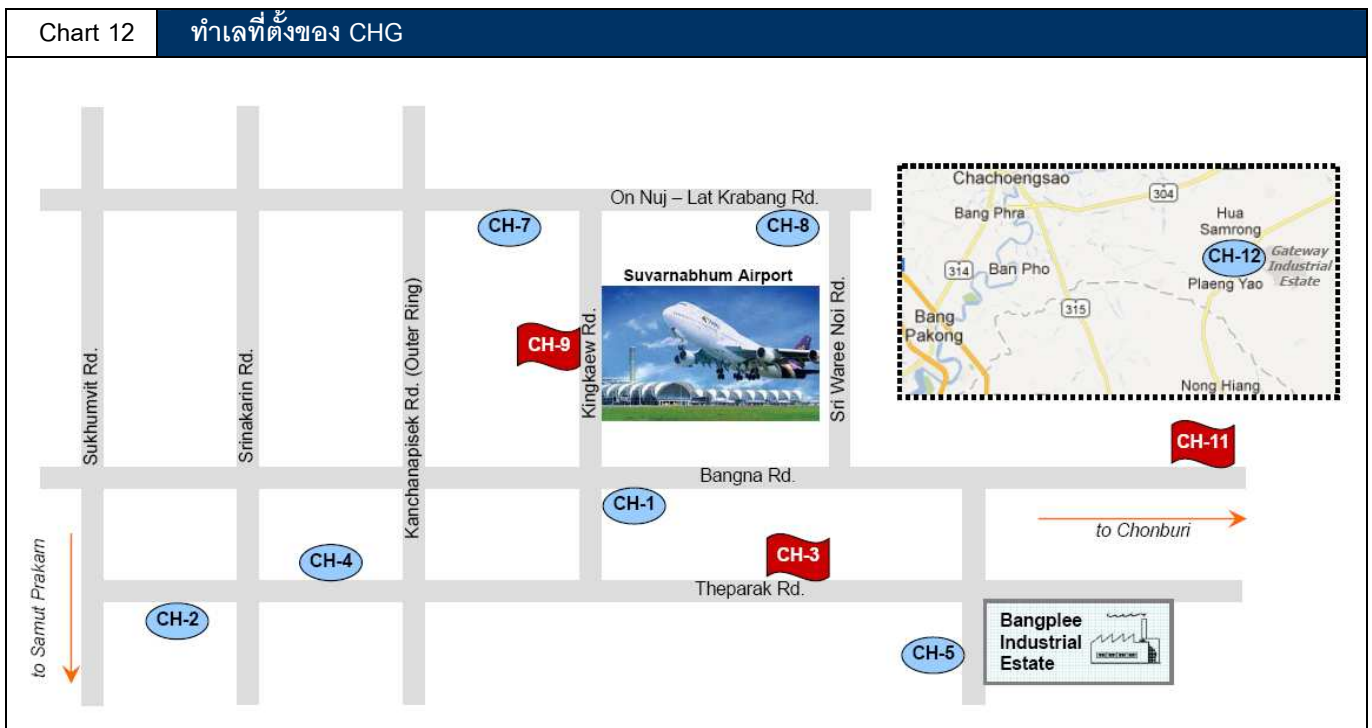 Chart 12
ทำเลที่ตั้งของ CHG
On Nuj – Lat Krabang Rd.
CH-7
CH-8
Suvarnabhum Airport
CH-9
Kingkaew Rd.
Sri Waree Noi Rd.
Sukhumvit Rd.
Srinakarin Rd.
Kanchanapisek Rd. (Outer Ring)
Chachoengsao
304
Bang Phra
Hua
Samrong
CH-12
Gateway
Industrial
Estate
314
Ban Pho
Plaeng Yao
315
Bang
Pakong
Nong Hiang
CH-11
Bangna Rd.
CH-1
to Chonburi
CH-4
CH-3
Theparak Rd.
to Samut Prakarn
CH-2
CH-5
Bangplee
Industrial
Estate